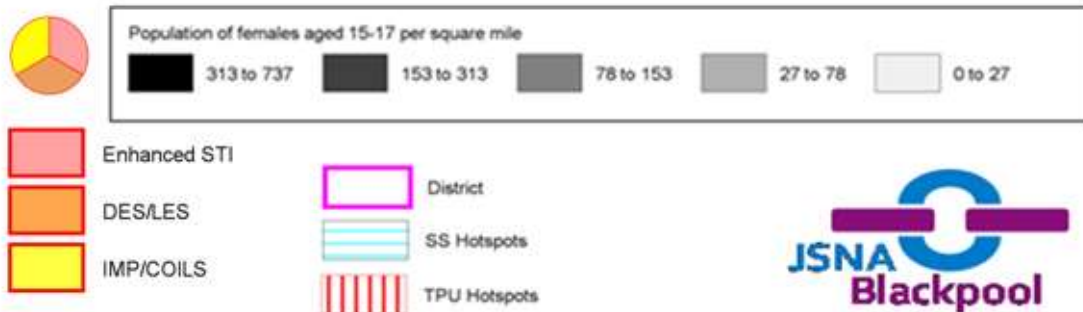 Population of females aged 15-17 per square mile
313 to 737 153 to 313 78 to 153 27 to 78 0 to 27
Enhanced STI
DES/LES
IMP/COILS
District
SS Hotspots
TPU Hotspots
JSNA
Blackpool